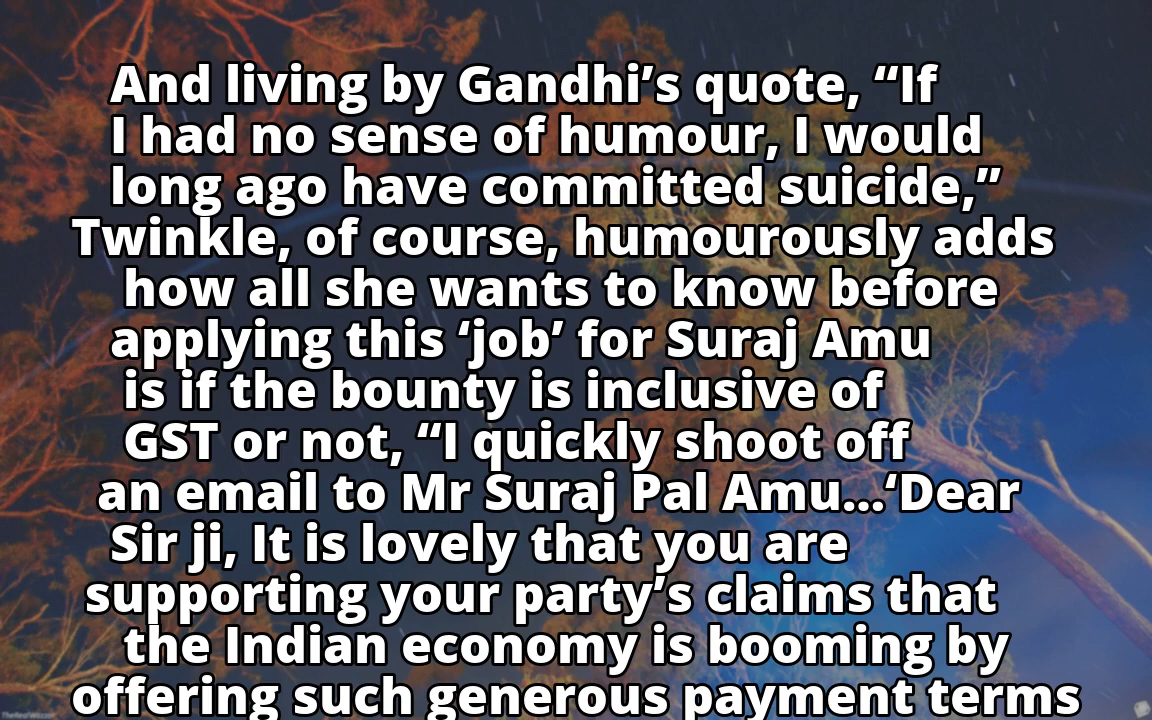 And living by Gandhi’s quote, “If
I had no sense of humour, I would
long ago have committed suicide,”
Twinkle, of course, humourously adds
how all she wants to know before
applying this ‘job’ for Suraj Amu
is if the bounty is inclusive of
GST or not, “I quickly shoot off
an email to Mr Suraj Pal Amu...‘Dear
Sir ji, It is lovely that you are
supporting your party’s claims that
the Indian economy is booming by
offering such generous payment terms